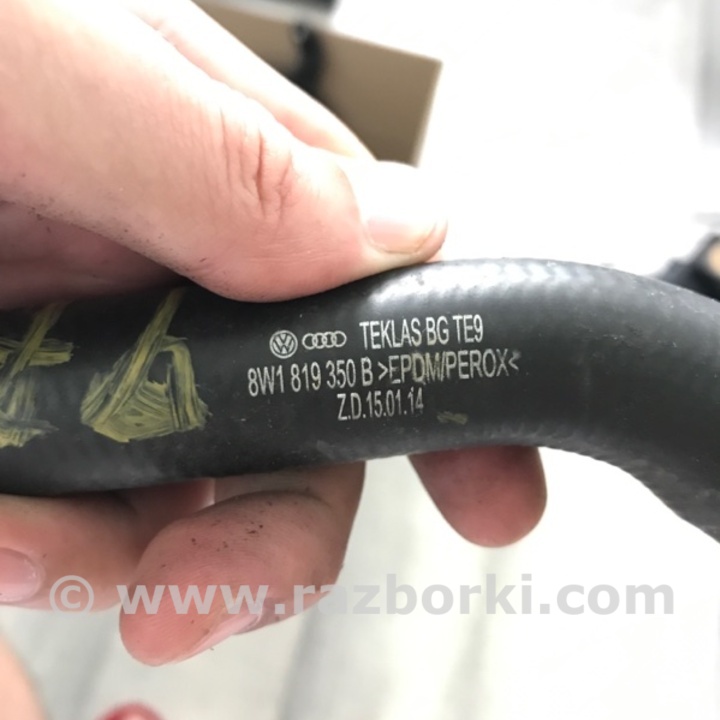 TEKLAS BG TE9
8W1 819 350 B >EPDM/PEROX<
Z.D.15.01.14
© www.razborki.com